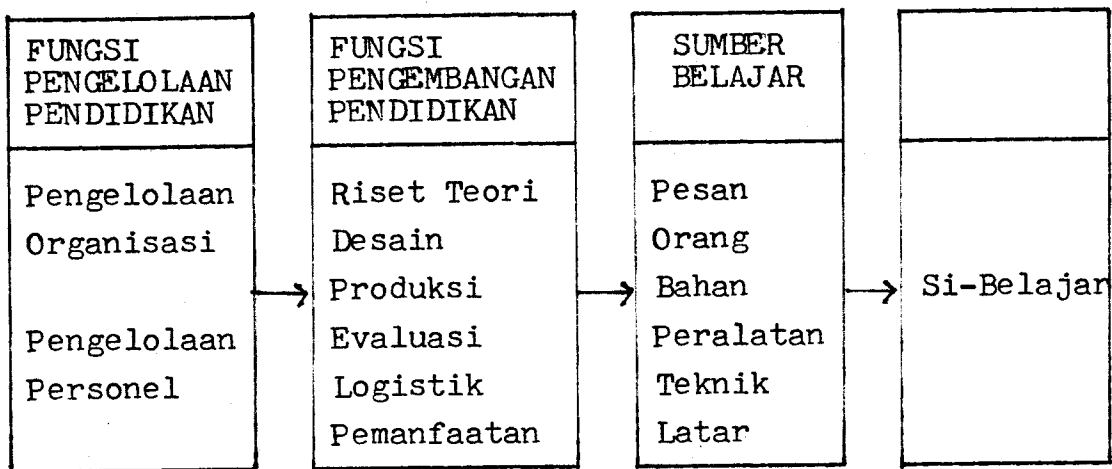 FUNGSI
PENGELOLAAN
PENDIDIKAN
Pengelolaan
Organisasi
Pengelolaan
Personel
FUNGSI
PENGEMBANGAN
PENDIDIKAN
Riset Teori
Desain
Produksi
Evaluasi
Logistik
Pemanfaatan
SUMBER
BELAJAR
Pesan
Orang
Bahan
Peralatan
Teknik
Latar
Si-Belajar